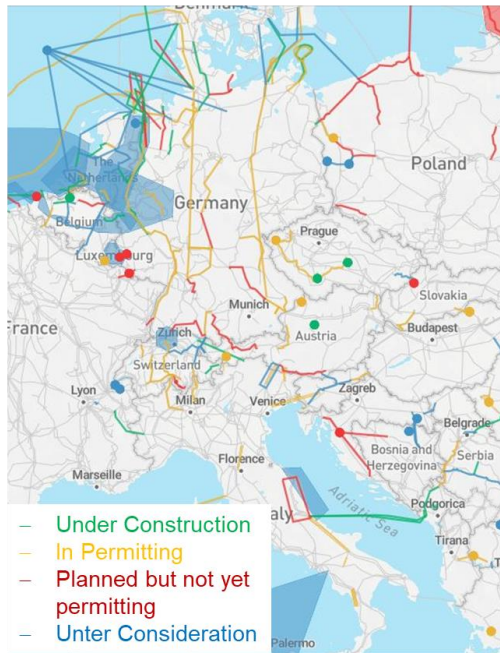 Denmark
The
Netherlands
Poland
Germany
Belgium
Prague
Luxembourg
Slovakia
Munich
France
Austria
Budapest
Zurich
Switzerland
Lyon
Milan
Venice
Zagreb
Belgrade
Bosnia and
Herzegovina
Serbia
Florence
Marseille
Adriatic Sea
Podgorica
aly
Tirana
Palermo
– Under Construction
– In Permitting
– Planned but not yet
permitting
– Unter Consideration